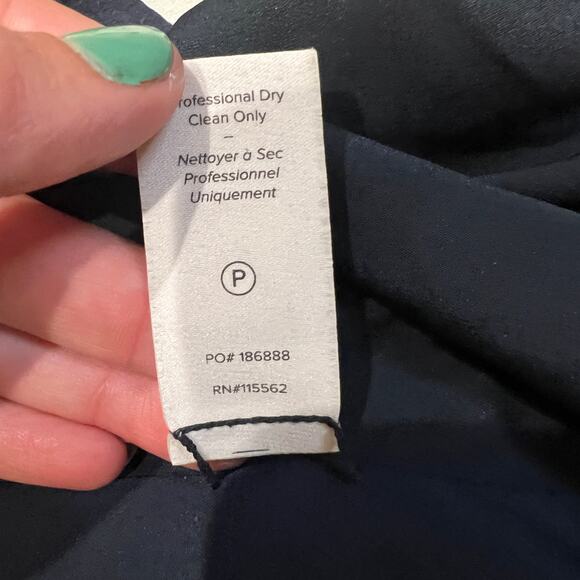 Professional Dry
Clean Only
–
Nettoyer à Sec
Professionnel
Uniquement
P
PO# 186888
RN#115562